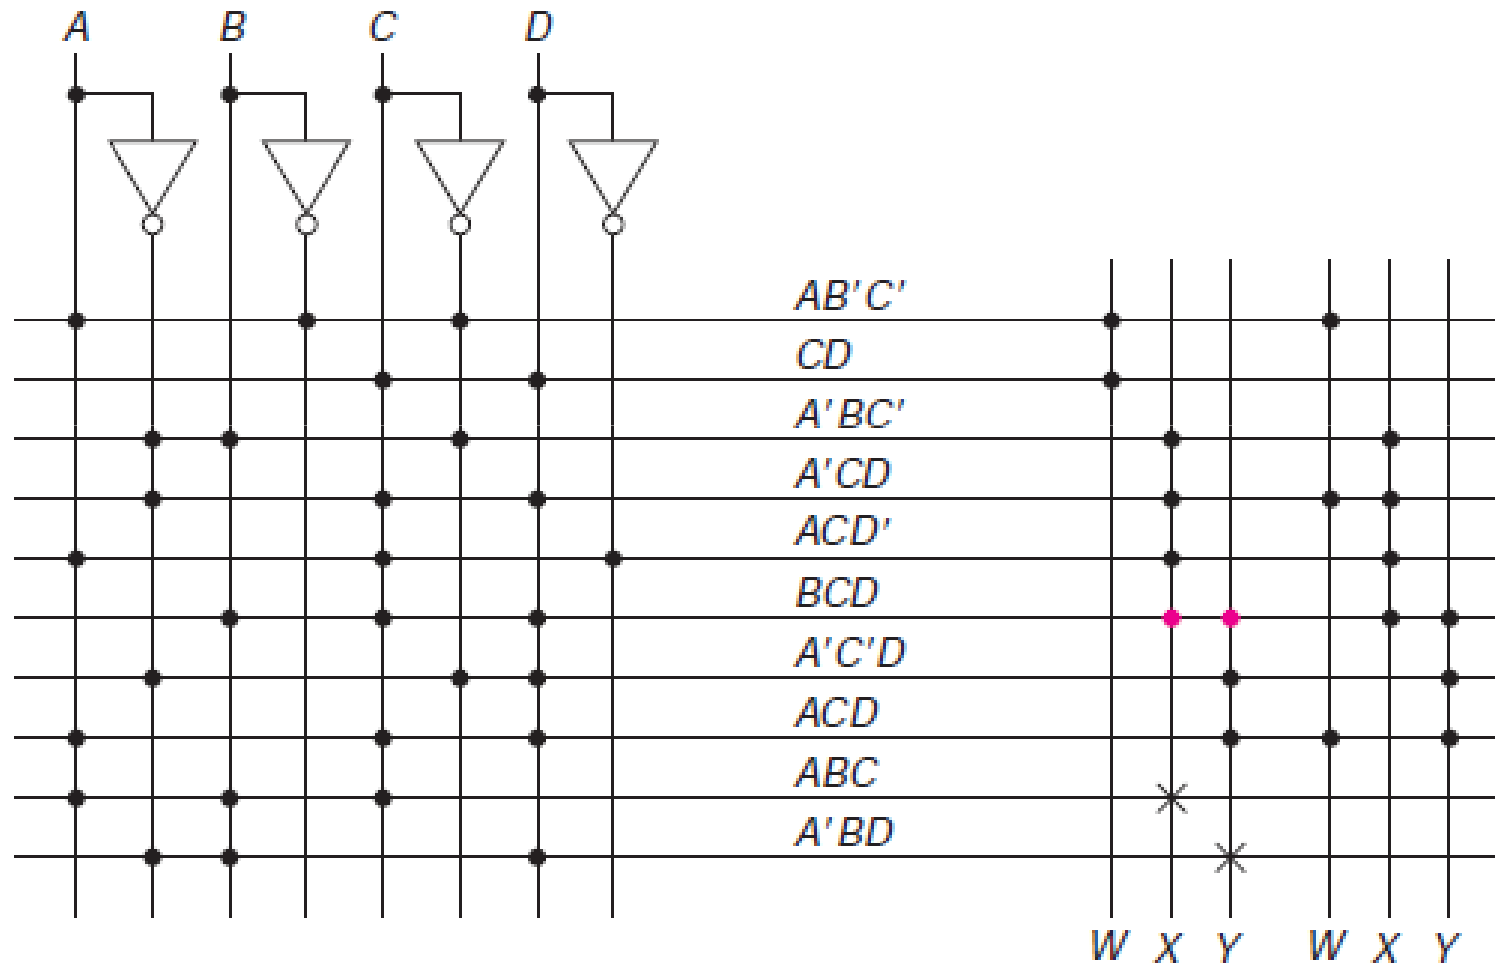 A B C D
AB'C'
CD
A'BC'
A'CD
ACD'
BCD
A'C'D
ACD
ABC
A'BD
W X Y W X Y